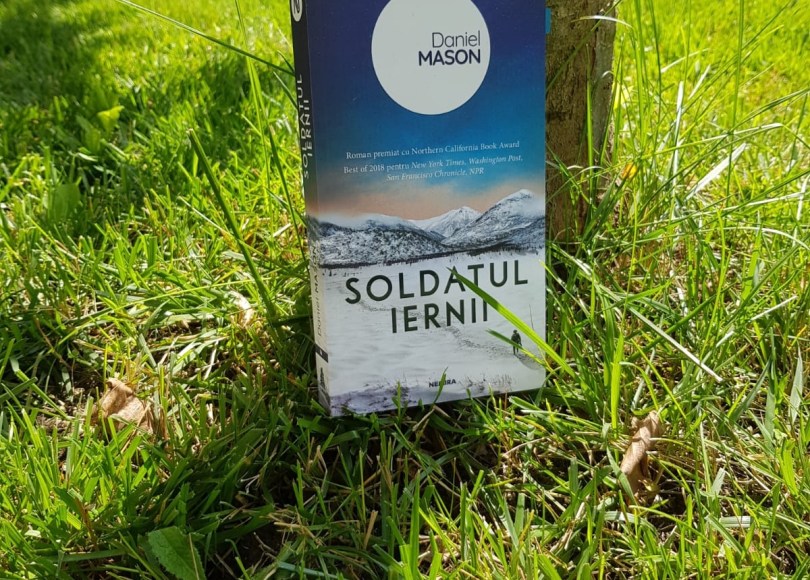 Daniel
MASON
Roman premiat cu Northern California Book Award
Best of 2018 pentru New York Times, Washington Post,
San Francisco Chronicle, NPR
SOLDATUL
IERNII
NEMIRA
SOLDATUL IERNII